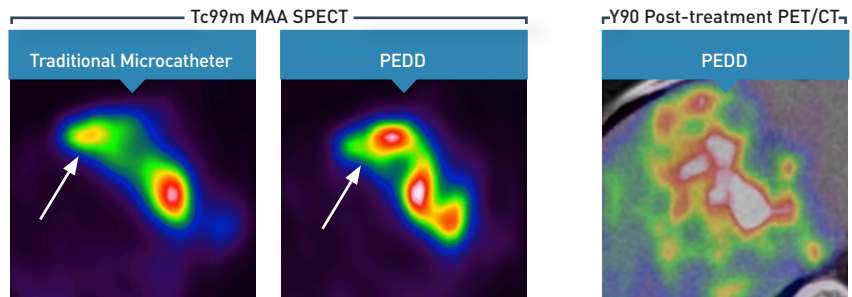 Tc99m MAA SPECT
Y90 Post-treatment PET/CT
Traditional Microcatheter
PEDD
PEDD